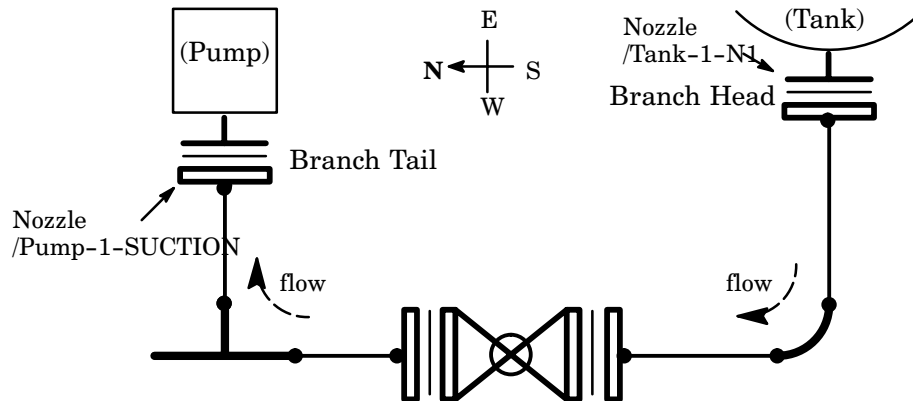 (Pump)
E
N
S
W
(Tank)
Nozzle
/Tank-1-N1
Branch Head
Branch Tail
Nozzle
/Pump-1-SUCTION
flow
flow